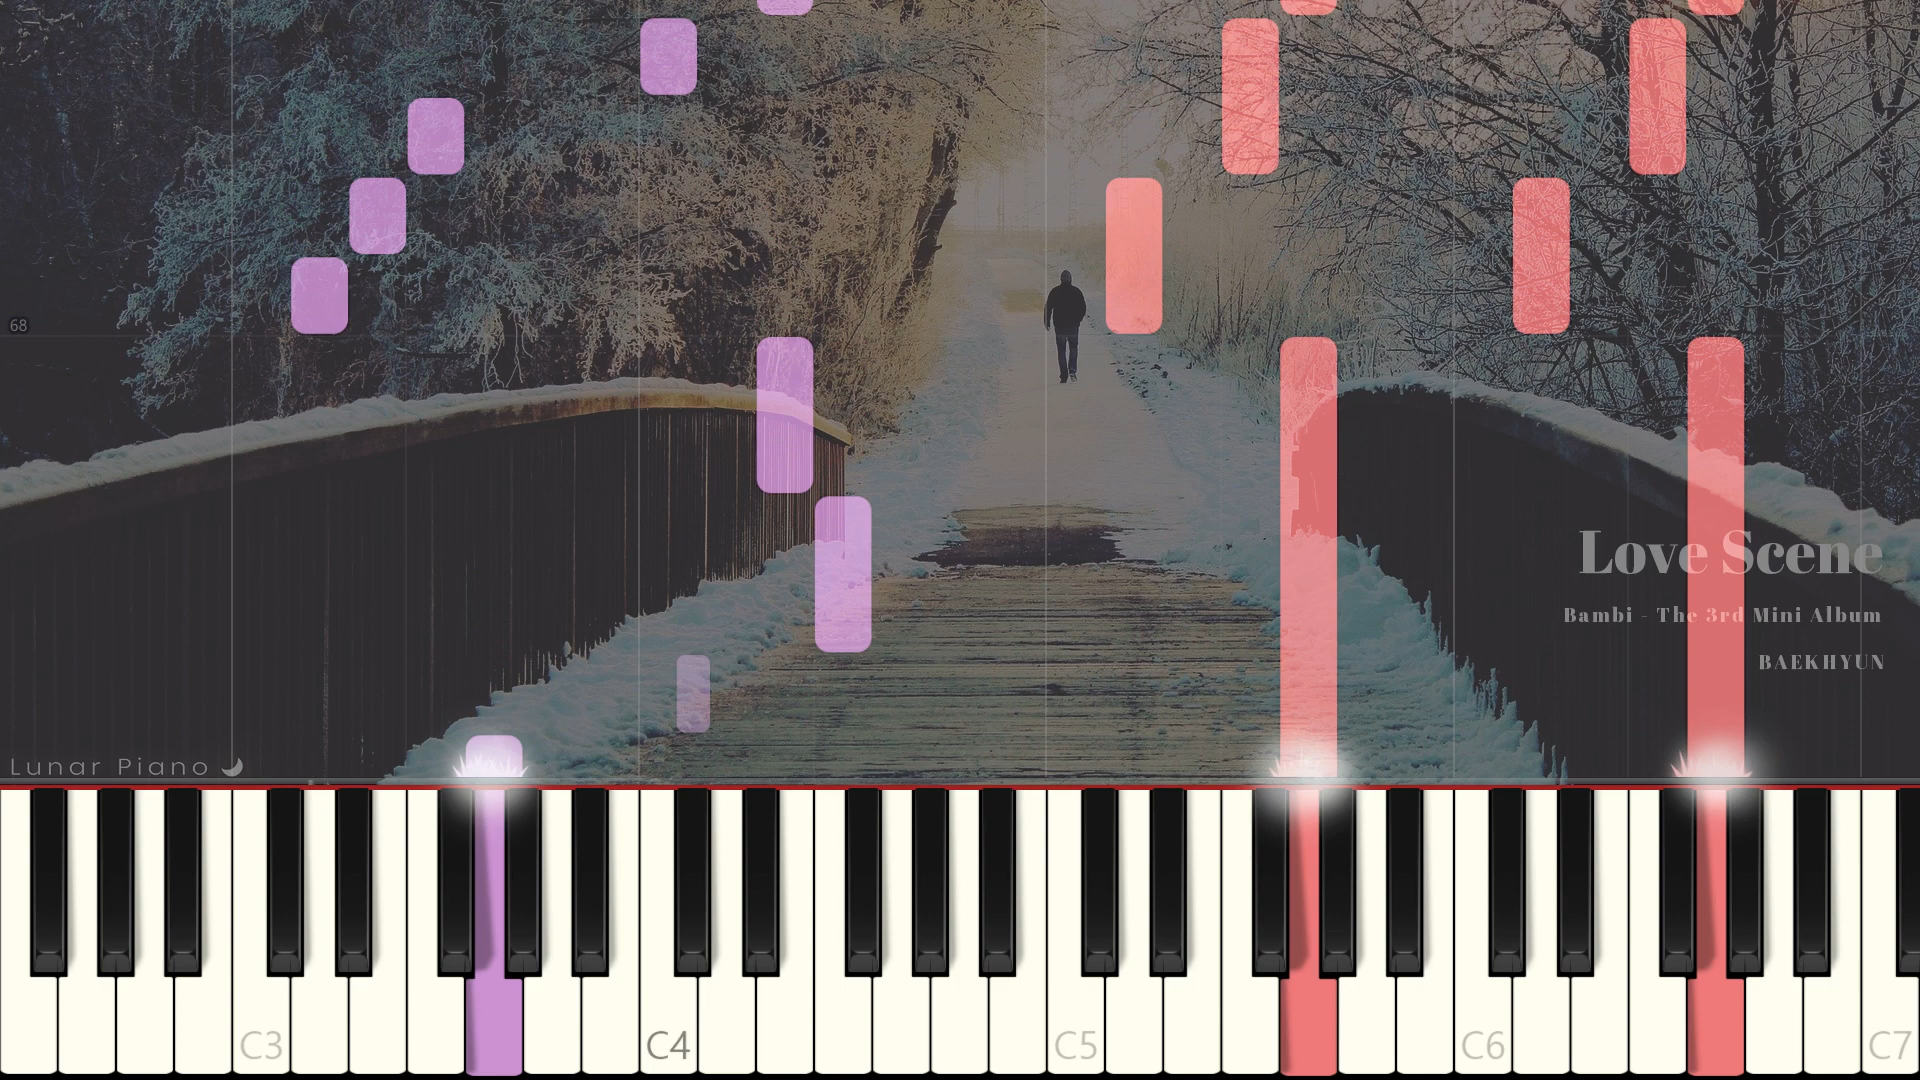 68
Love Scene
Bambi - The 3rd Mini Album
BAEKHYUN
Lunar Piano
C3 C4 C5 C6 C7